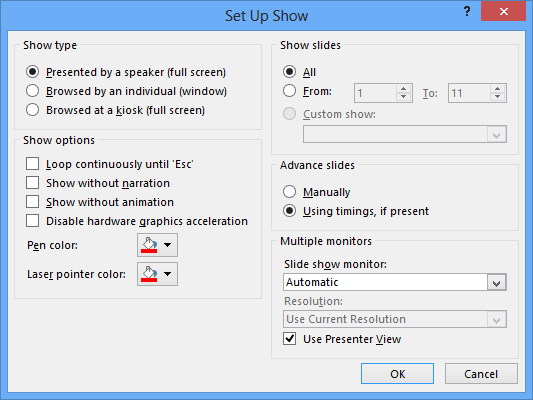 Set Up Show
?
Show type
Presented by a speaker (full screen)
Browsed by an individual (window)
Browsed at a kiosk (full screen)
Show options
Loop continuously until 'Esc'
Show without narration
Show without animation
Disable hardware graphics acceleration
Pen color:
Laser pointer color:
Show slides
All
From: 1 To: 11
Custom show:
Advance slides
Manually
Using timings, if present
Multiple monitors
Slide show monitor:
Automatic
Resolution:
Use Current Resolution
Use Presenter View
OK Cancel